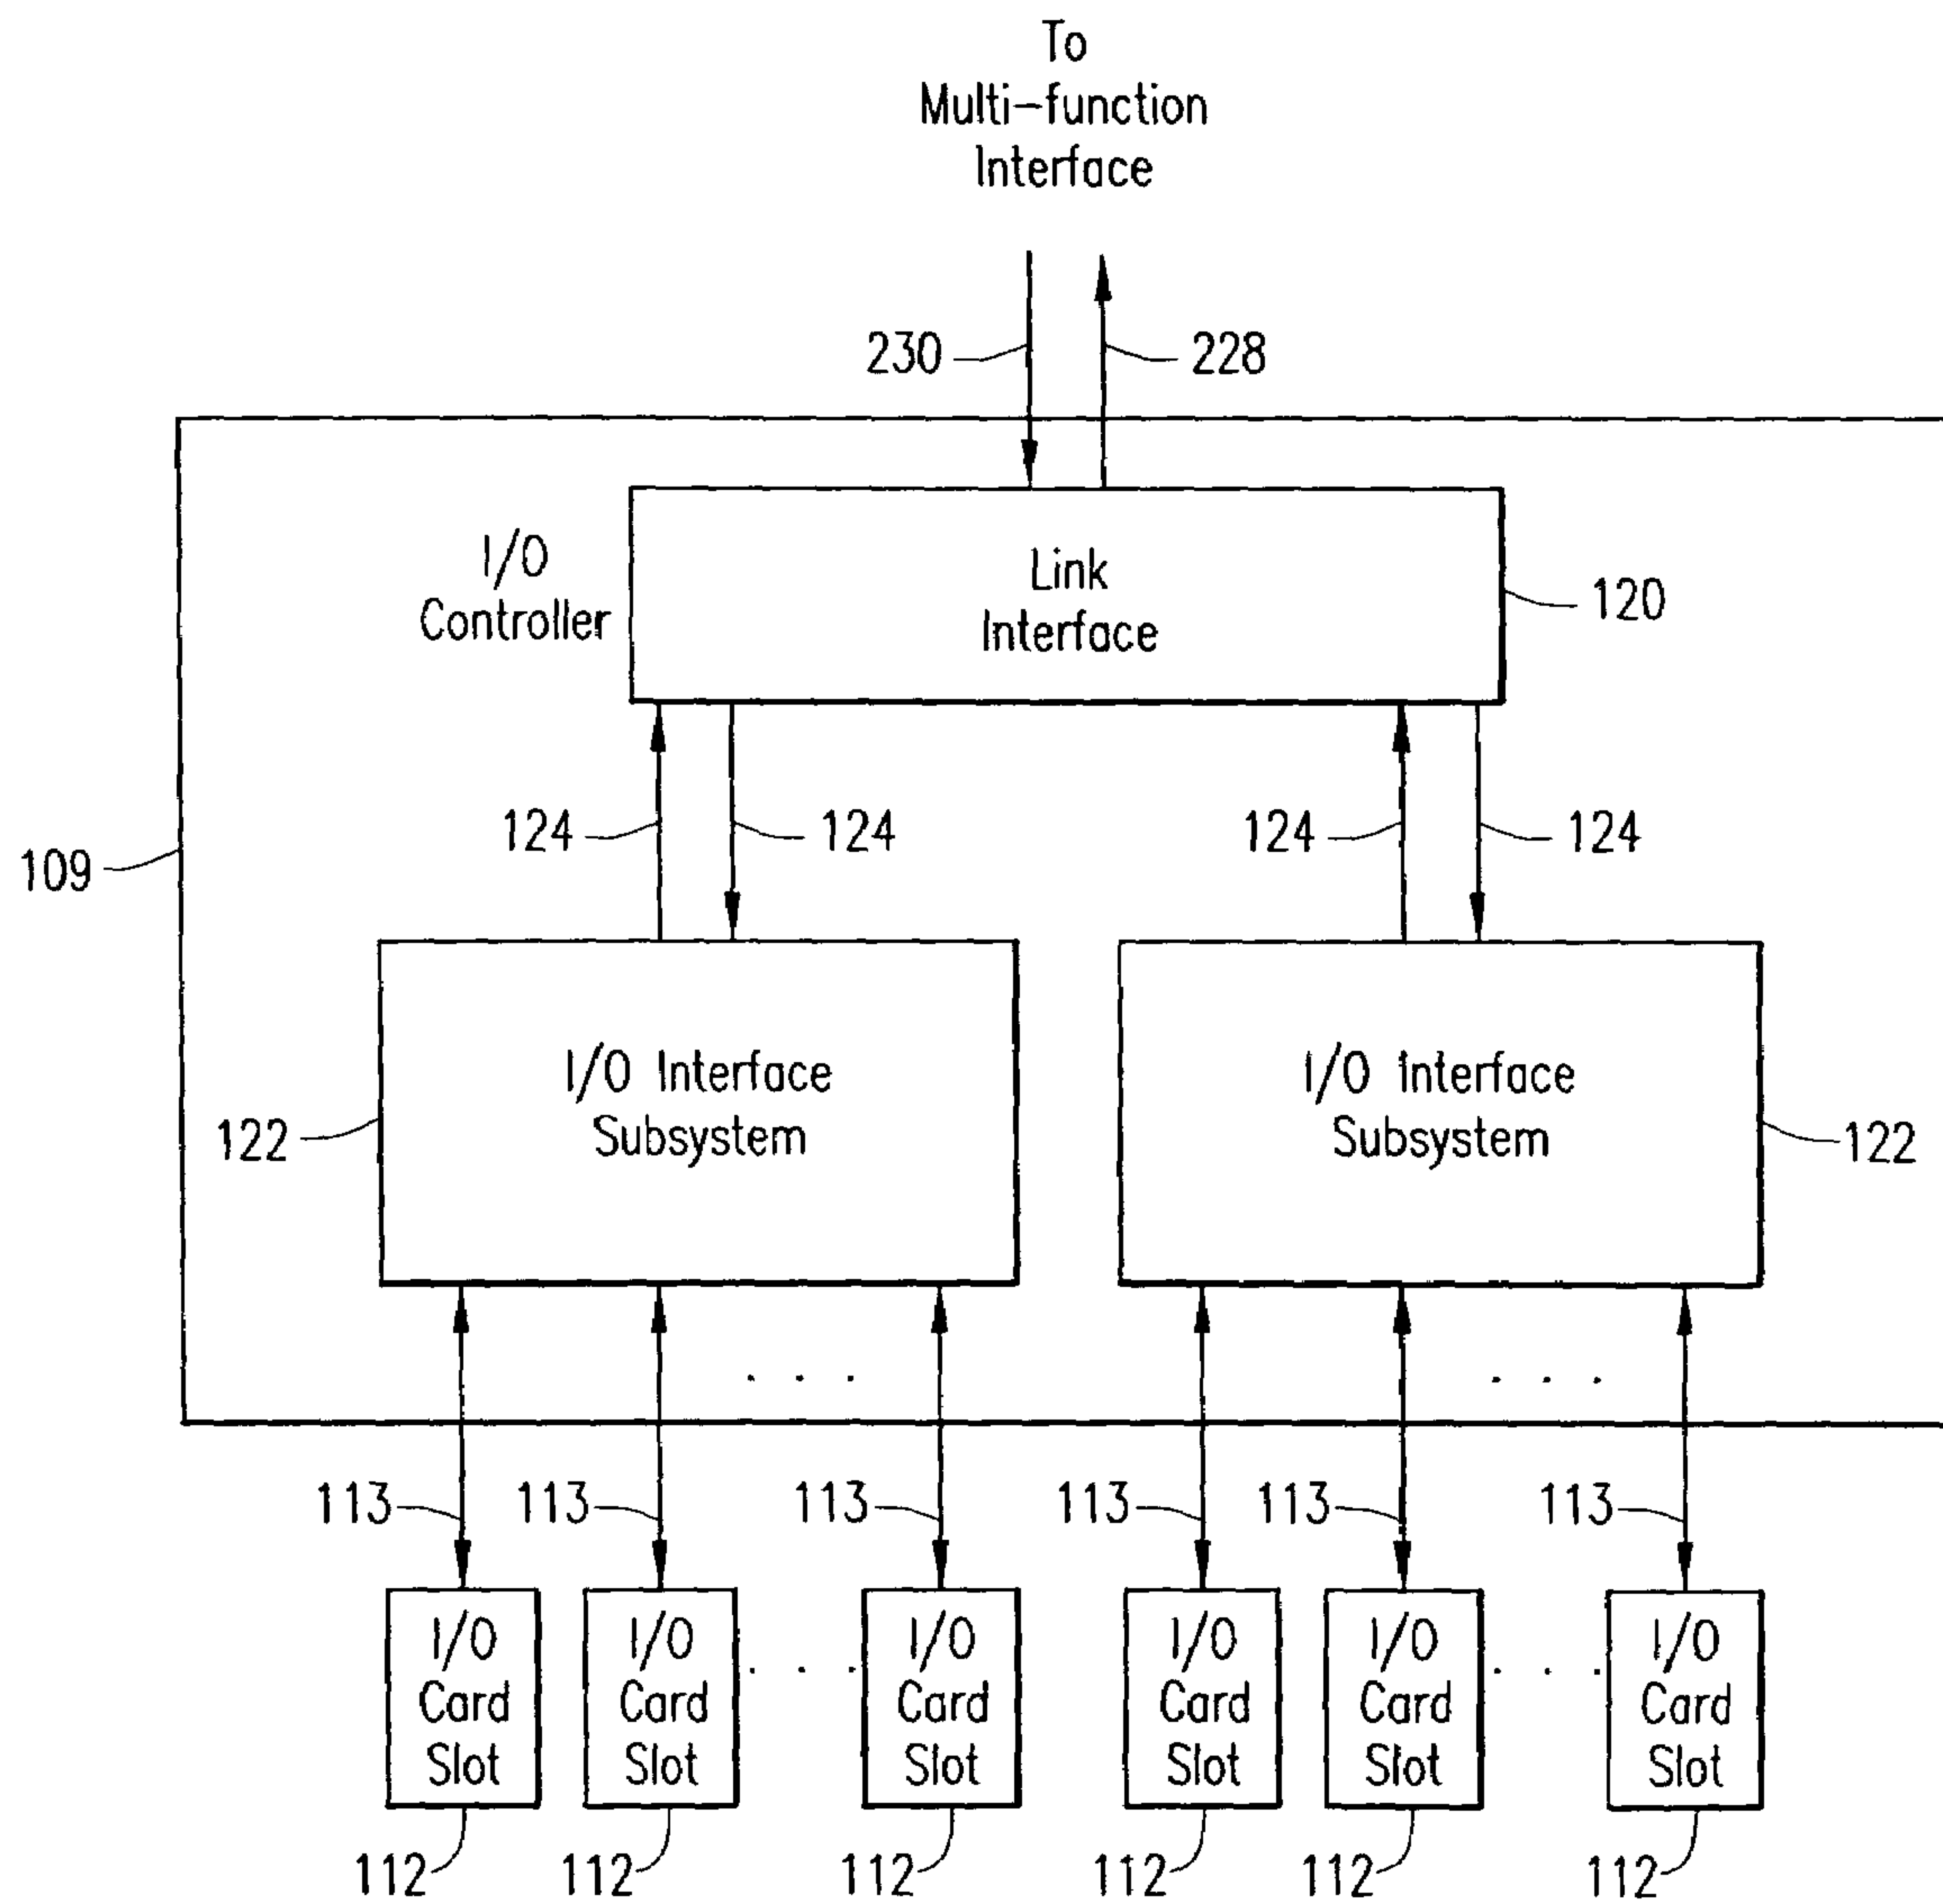 To
Multi-function
Interface
230
228
I/O
Controller
Link
Interface
120
124
124
124
124
109
I/O Interface
Subsystem
I/O Interface
Subsystem
122
122
. . .
. . .
113
113
113
113
113
113
I/O
Card
Slot
I/O
Card
Slot
. . .
I/O
Card
Slot
I/O
Card
Slot
I/O
Card
Slot
. . .
I/O
Card
Slot
112
112
112
112
112
112